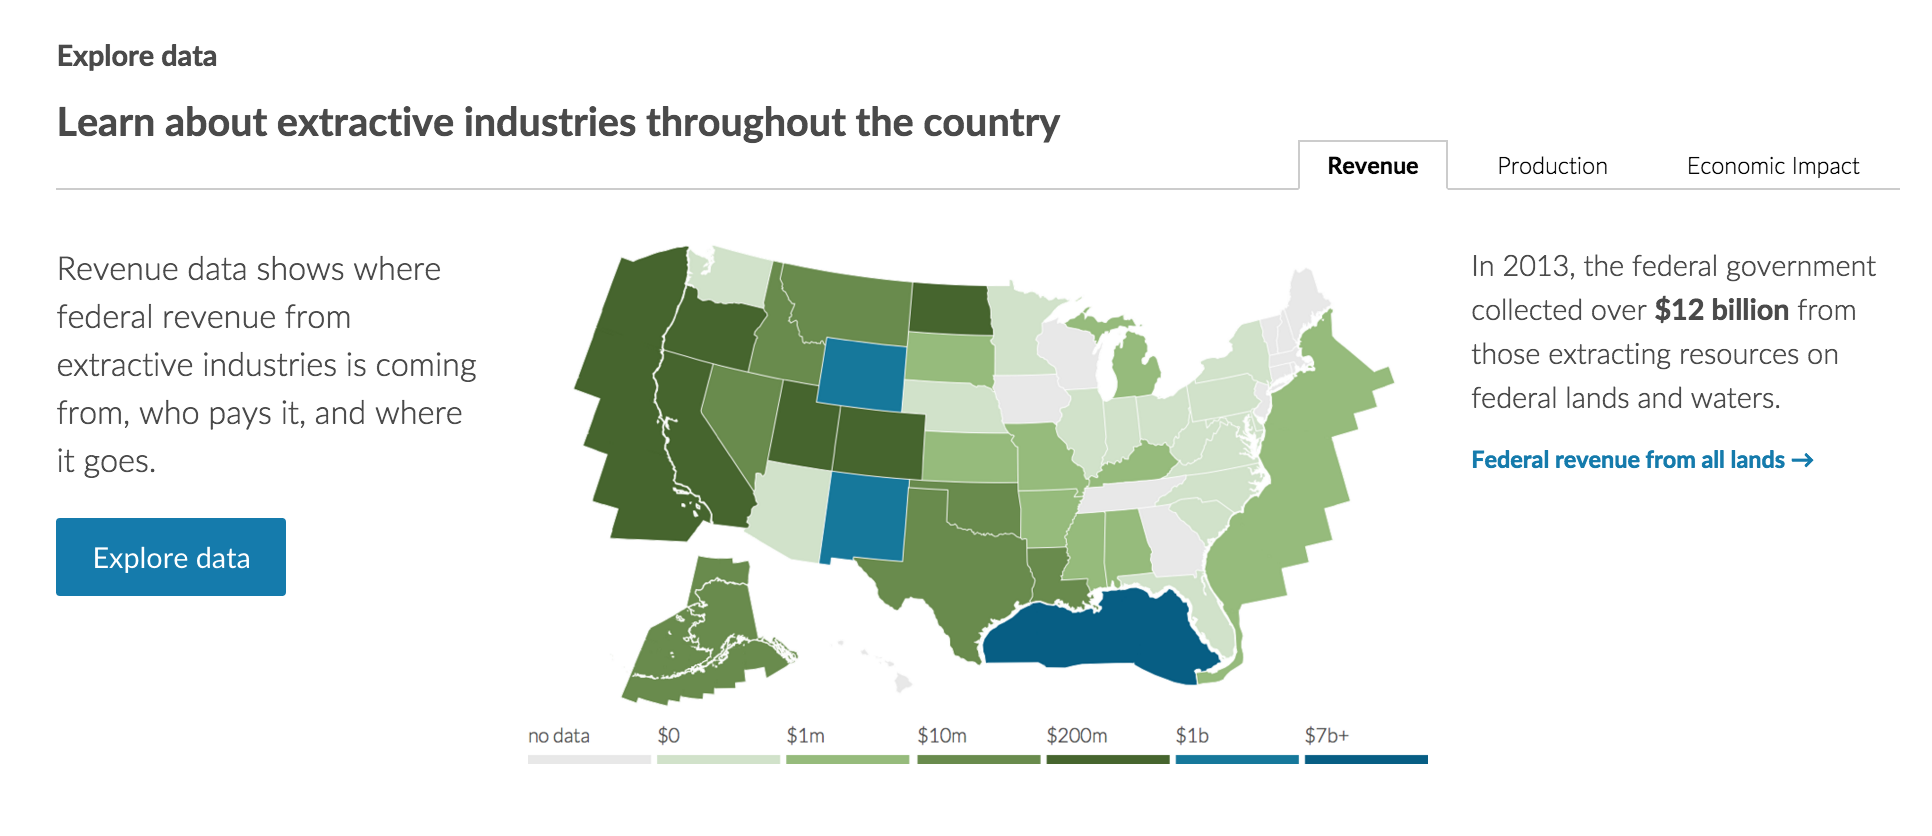 Explore data
Learn about extractive industries throughout the country
Revenue
Production
Economic Impact
Revenue data shows where
federal revenue from
extractive industries is coming
from, who pays it, and where
it goes.
Explore data
In 2013, the federal government
collected over $12 billion from
those extracting resources on
federal lands and waters.
Federal revenue from all lands →
no data
$0
$1m
$10m
$200m
$1b
$7b+